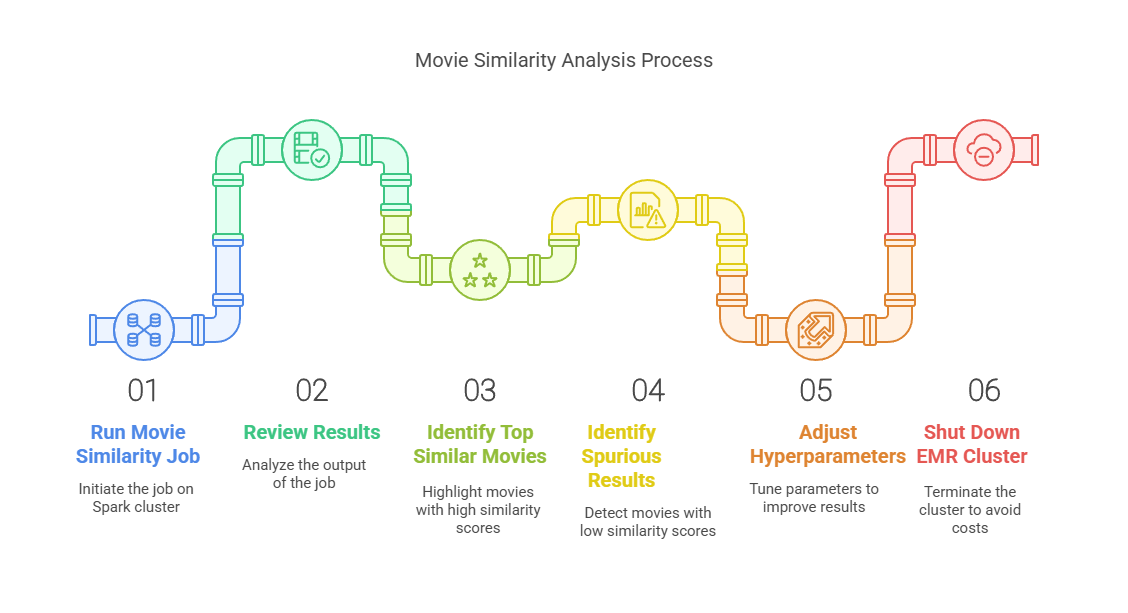 Movie Similarity Analysis Process
01
Run Movie
Similarity Job
Initiate the job on
Spark cluster
02
Review Results
Analyze the output
of the job
03
Identify Top
Similar Movies
Highlight movies
with high similarity
scores
04
Identify
Spurious
Results
Detect movies with
low similarity scores
05
Adjust
Hyperparameters
Tune parameters to
improve results
06
Shut Down
EMR Cluster
Terminate the
cluster to avoid
costs